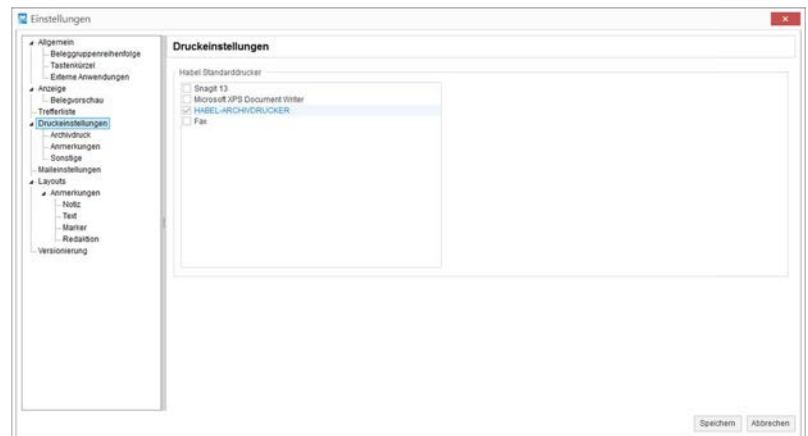 Einstellungen
Allgemein
Beleggruppenreihenfolge
Tastenkürzel
Externe Anwendungen
Anzeige
Belegvorschau
Trefferliste
Druckeinstellungen
Archivdruck
Anmerkungen
Sonstige
Maileinstellungen
Layouts
Anmerkungen
Notiz
Text
Marker
Redaktion
Versionierung
Druckeinstellungen
Habel Standarddrucker
Snagit 13
Microsoft XPS Document Writer
HABEL-ARCHIVDRUCKER
Fax
Speichern
Abbrechen